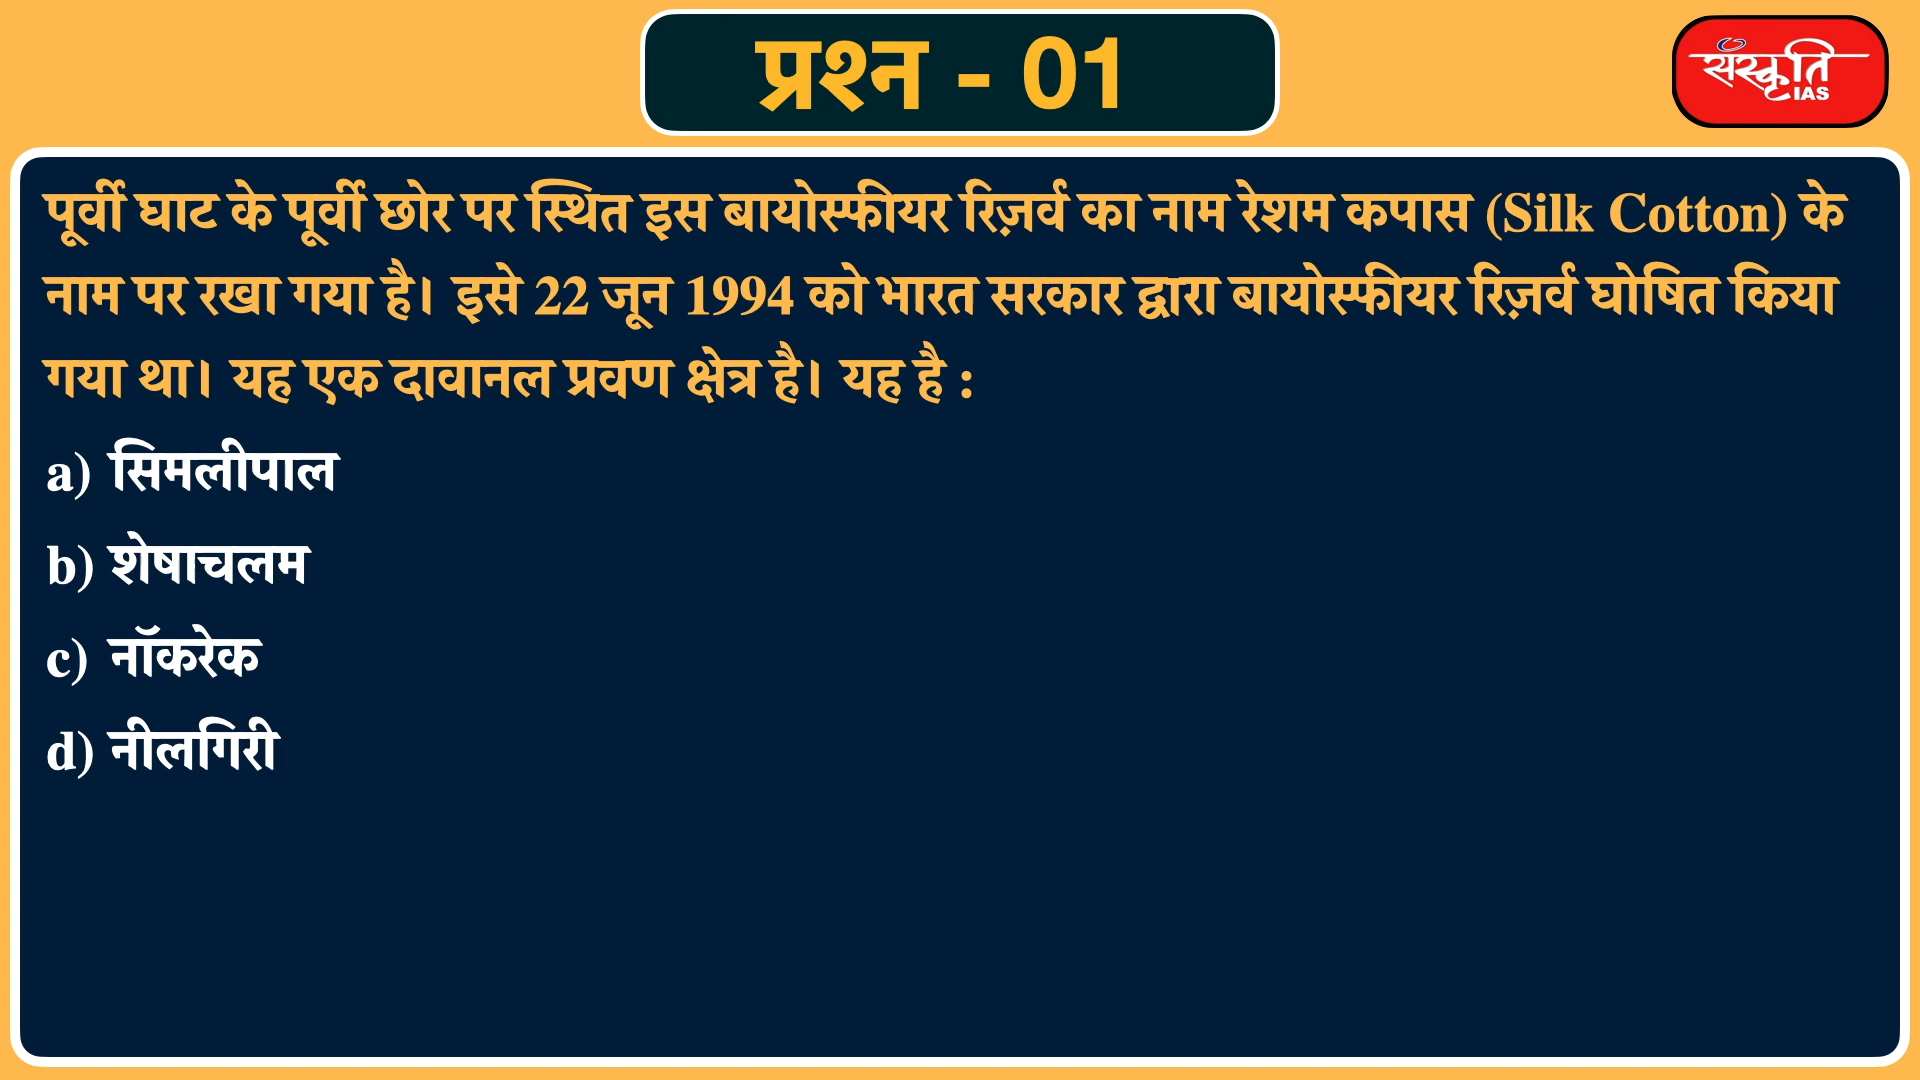 प्रश्न - 01
संस्कृति
IAS
पूर्वी घाट के पूर्वी छोर पर स्थित इस बायोस्फीयर रिज़र्व का नाम रेशम कपास (Silk Cotton) के
नाम पर रखा गया है। इसे 22 जून 1994 को भारत सरकार द्वारा बायोस्फीयर रिज़र्व घोषित किया
गया था। यह एक दावानल प्रवण क्षेत्र है। यह है :
a) सिमलीपाल
b) शेषाचलम
c) नॉकरेक
d) नीलगिरी